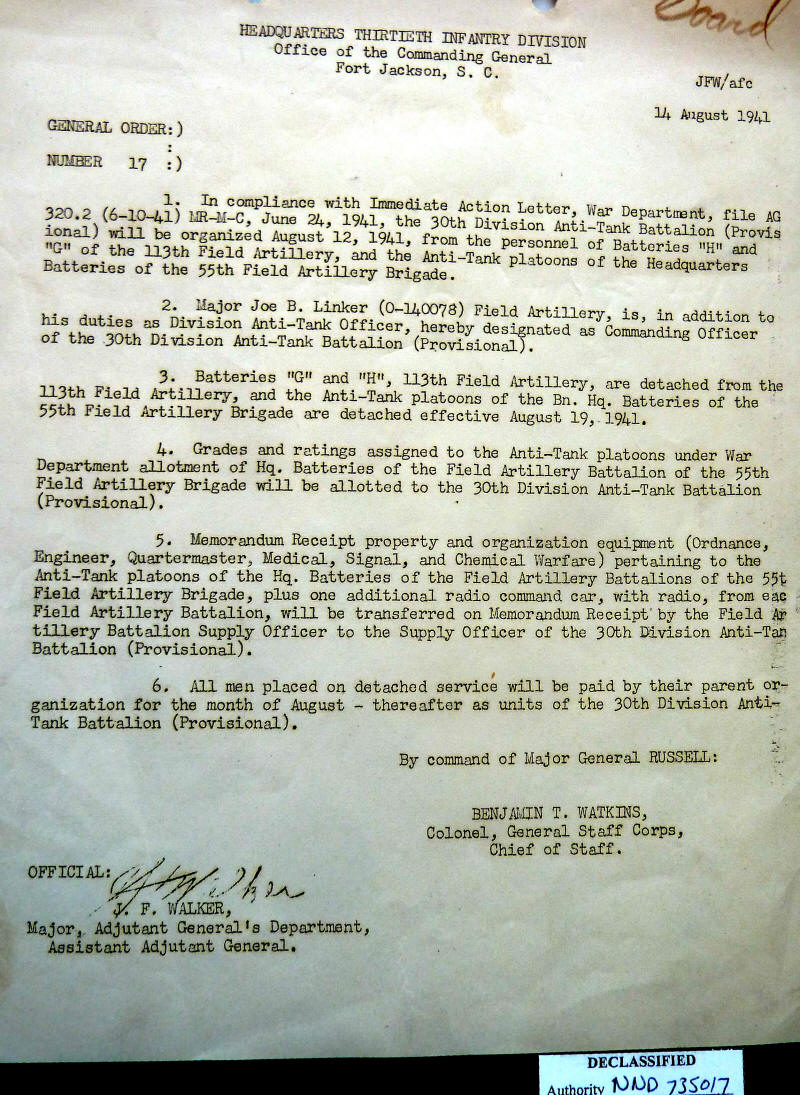 Board
HEADQUARTERS THIRTIETH INFANTRY DIVISION
Office of the Commanding General
Fort Jackson, S. C.
JFW/afc
14 August 1941
GENERAL ORDER:)
:
NUMBER 17 :)
1. In compliance with Immediate Action Letter, War Department, file AG
320.2 (6-10-41) MR-M-C, June 24, 1941, the 30th Division Anti-Tank Battalion (Provis
ional) will be organized August 12, 1941, from the personnel of Batteries "H" and
"G" of the 113th Field Artillery, and the Anti-Tank platoons of the Headquarters
Batteries of the 55th Field Artillery Brigade.
2. Major Joe B. Linker (O-140078) Field Artillery, is, in addition to
his duties as Division Anti-Tank Officer, hereby designated as Commanding Officer
of the 30th Division Anti-Tank Battalion (Provisional).
3. Batteries "G" and "H", 113th Field Artillery, are detached from the
113th Field Artillery, and the Anti-Tank platoons of the Bn. Hq. Batteries of the
55th Field Artillery Brigade are detached effective August 19, 1941.
4. Grades and ratings assigned to the Anti-Tank platoons under War
Department allotment of Hq. Batteries of the Field Artillery Battalion of the 55th
Field Artillery Brigade will be allotted to the 30th Division Anti-Tank Battalion
(Provisional).
5. Memorandum Receipt property and organization equipment (Ordnance,
Engineer, Quartermaster, Medical, Signal, and Chemical Warfare) pertaining to the
Anti-Tank platoons of the Hq. Batteries of the Field Artillery Battalions of the 55t
Field Artillery Brigade, plus one additional radio command car, with radio, from eac
Field Artillery Battalion, will be transferred on Memorandum Receipt by the Field Ar
tillery Battalion Supply Officer to the Supply Officer of the 30th Division Anti-Tan
Battalion (Provisional).
6. All men placed on detached service will be paid by their parent or-
ganization for the month of August - thereafter as units of the 30th Division Anti-
Tank Battalion (Provisional).
By command of Major General RUSSELL:
BENJAMIN T. WATKINS,
Colonel, General Staff Corps,
Chief of Staff.
OFFICIAL:
J. F. WALKER,
Major, Adjutant General's Department,
Assistant Adjutant General.
DECLASSIFIED
Authority NND 735017